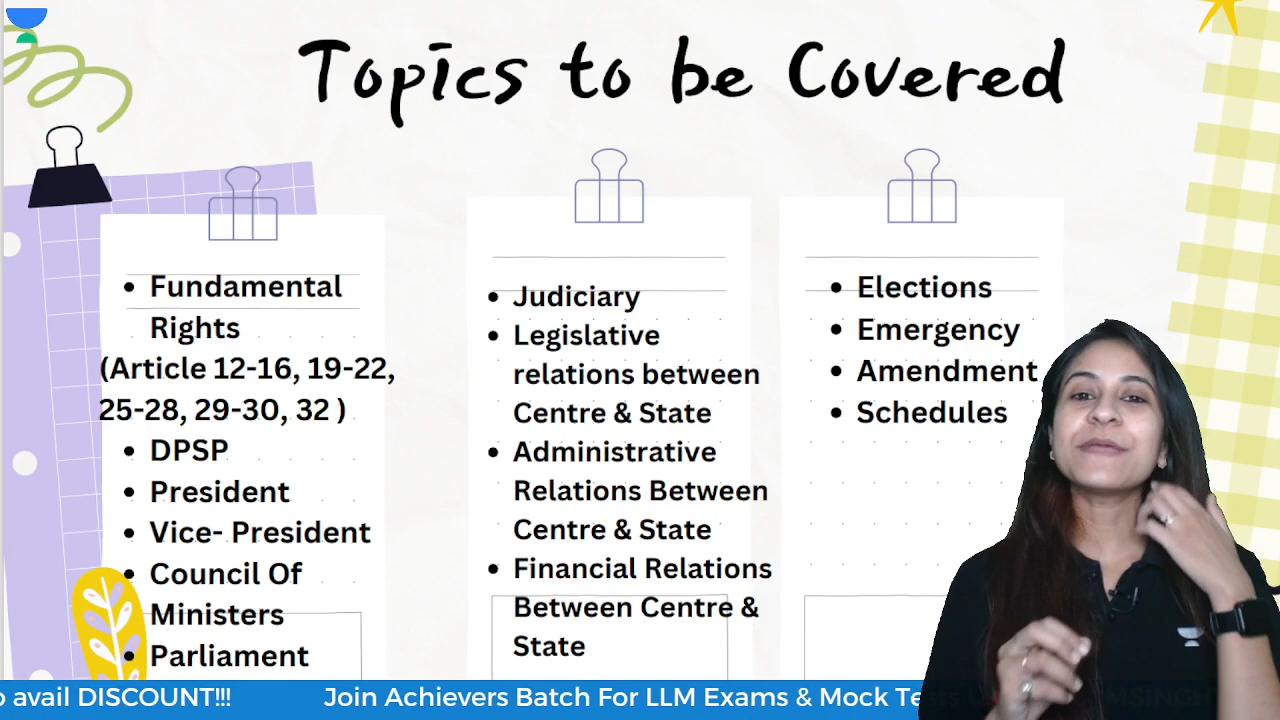 Topics to be Covered
Fundamental
Rights
(Article 12-16, 19-22,
25-28, 29-30, 32 )
DPSP
President
Vice- President
Council Of
Ministers
Parliament
Judiciary
Legislative
relations between
Centre & State
Administrative
Relations Between
Centre & State
Financial Relations
Between Centre &
State
Elections
Emergency
Amendment
Schedules
avail DISCOUNT!!! Join Achievers Batch For LLM Exams & Mock